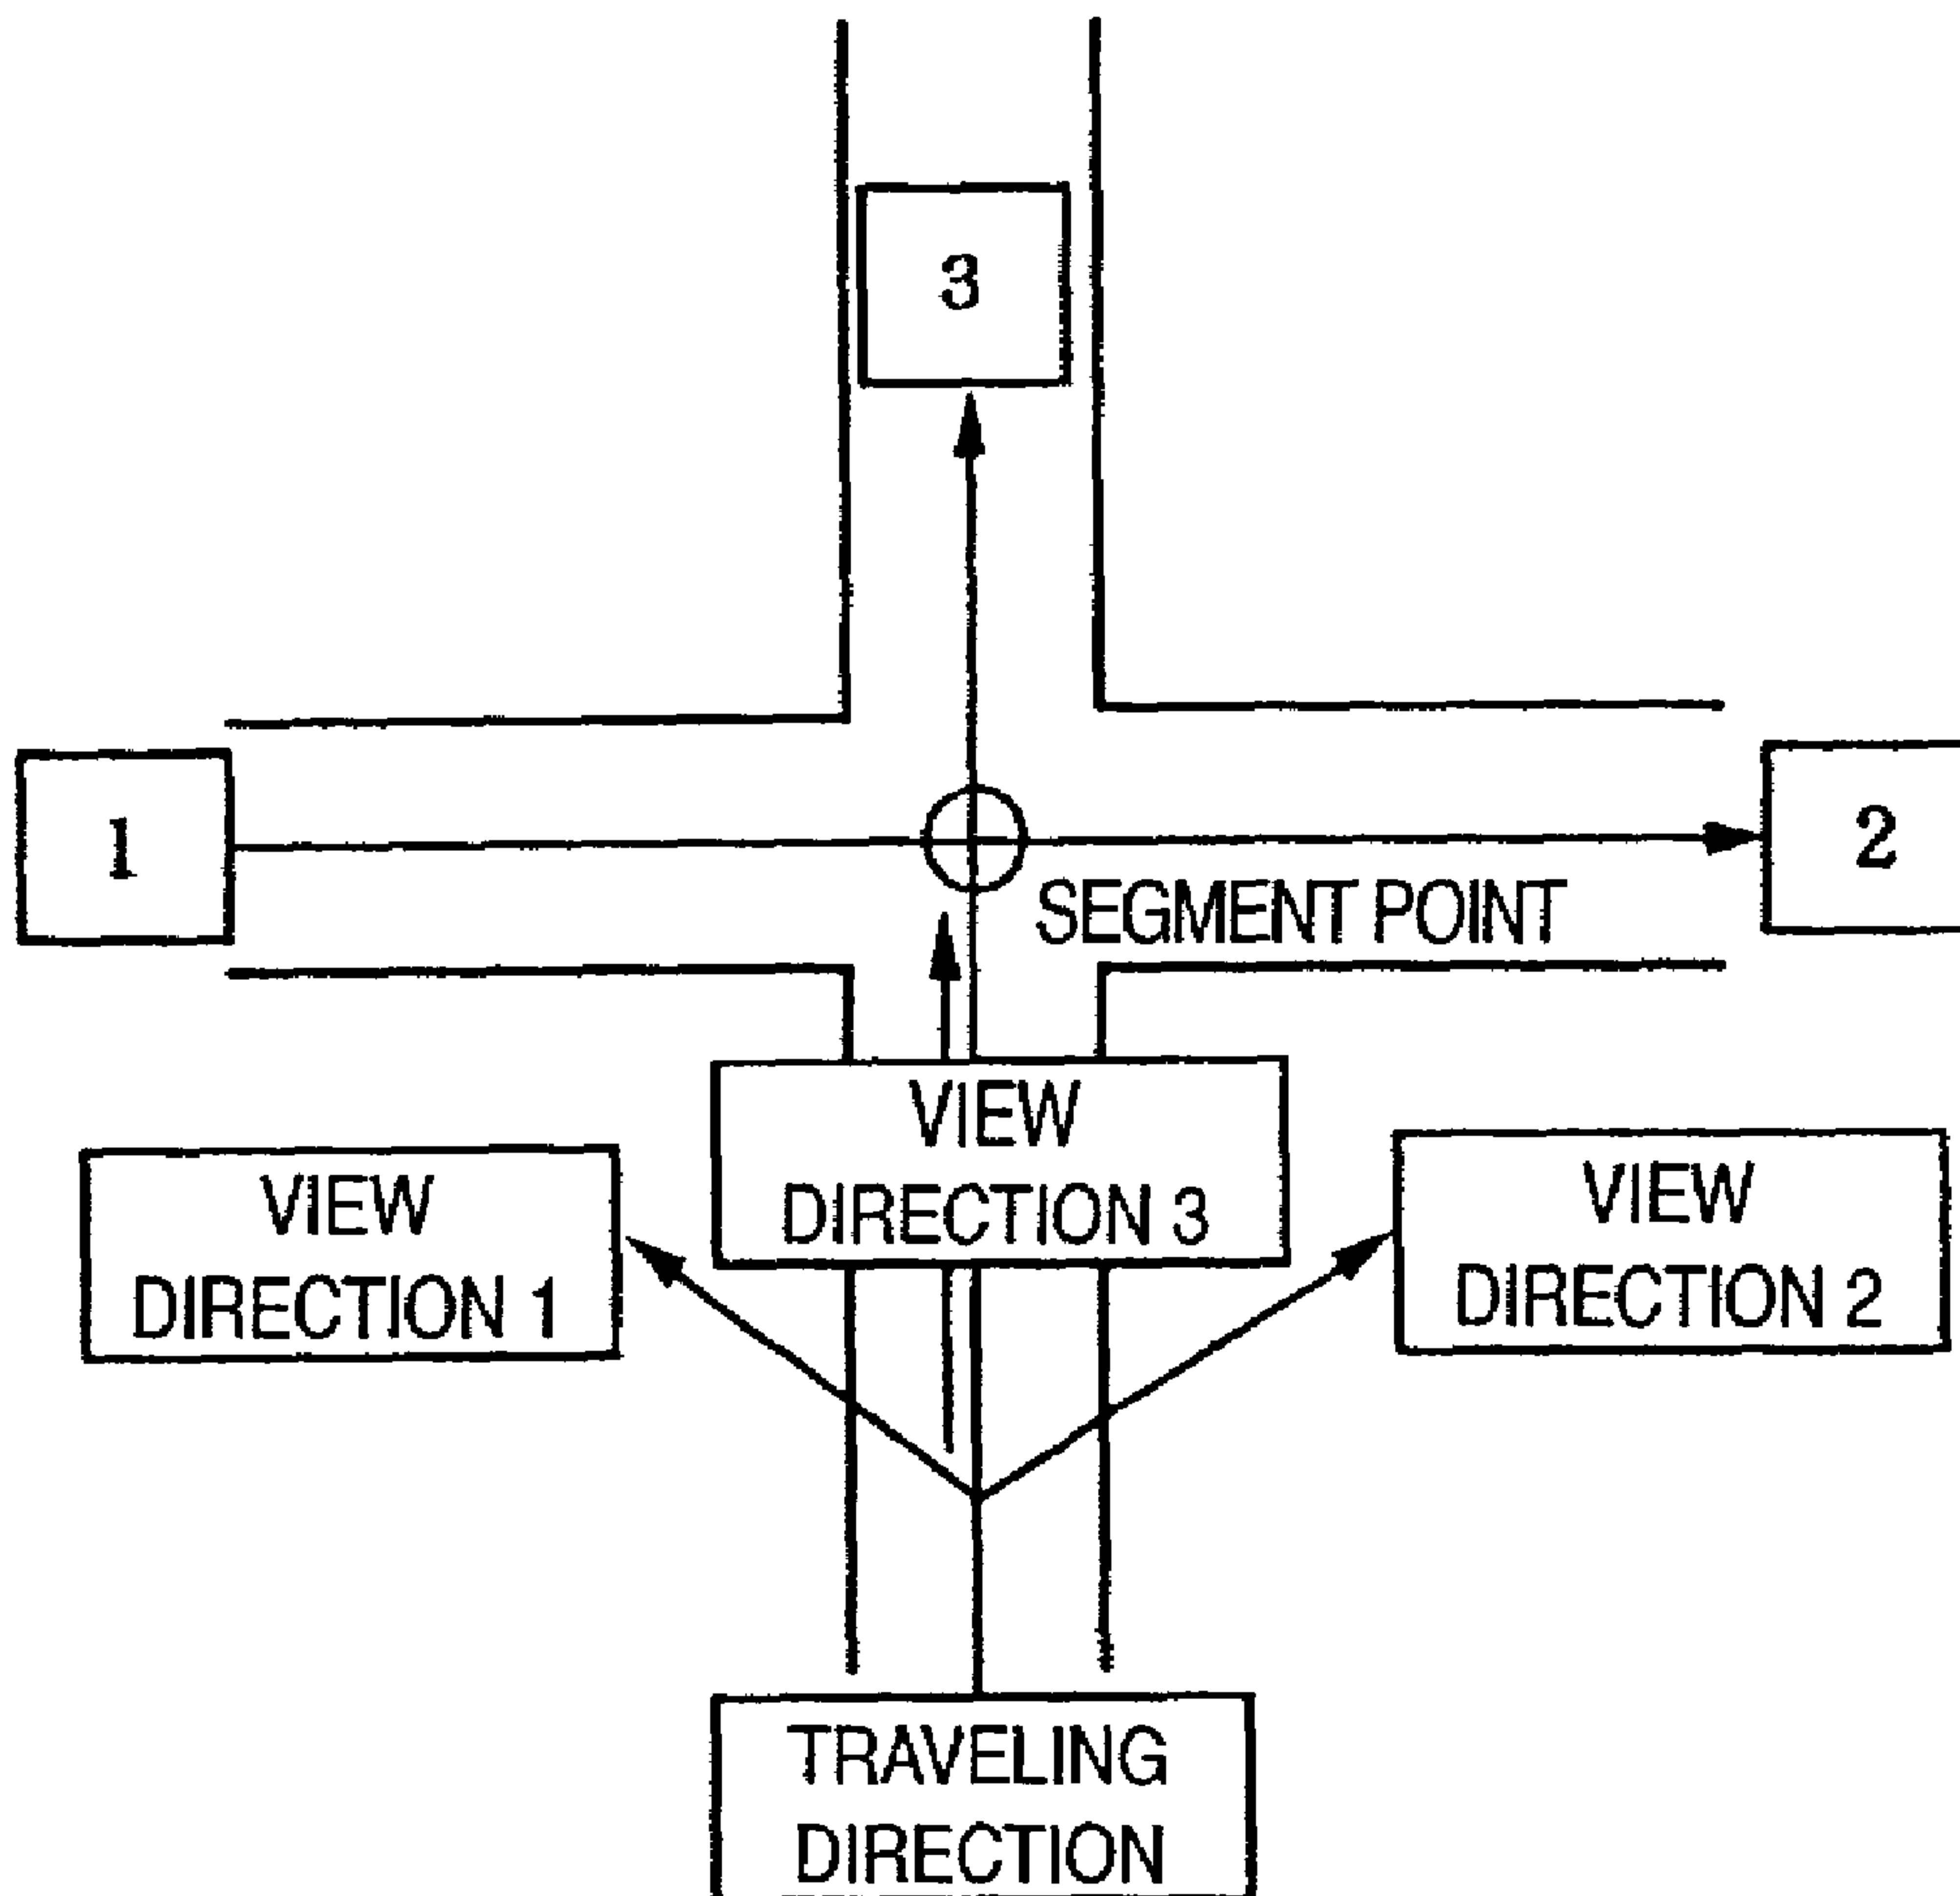 3
1
2
SEGMENT POINT
VIEW
DIRECTION 3
VIEW
DIRECTION 1
VIEW
DIRECTION 2
TRAVELING
DIRECTION